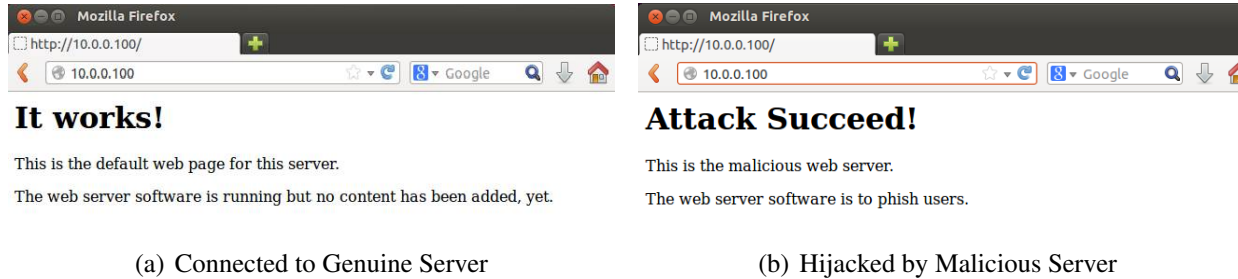 Mozilla Firefox
http://10.0.0.100/
10.0.0.100
8 Google
It works!
This is the default web page for this server.
The web server software is running but no content has been added, yet.
(a) Connected to Genuine Server
Mozilla Firefox
http://10.0.0.100/
10.0.0.100
8 Google
Attack Succeed!
This is the malicious web server.
The web server software is to phish users.
(b) Hijacked by Malicious Server